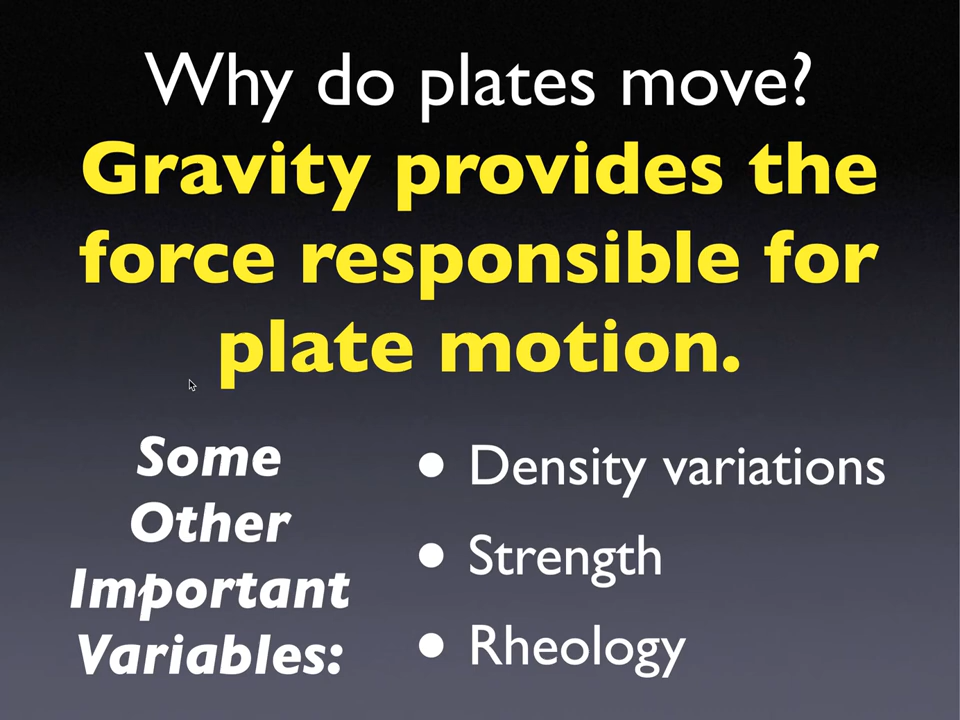 Why do plates move?
Gravity provides the
force responsible for
plate motion.
Some
Other
Important
Variables:
• Density variations
• Strength
• Rheology